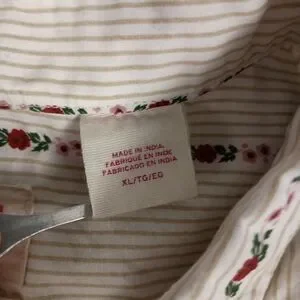 MADE IN INDIA
FABRIQUÉ EN INDE
FABRICADO EN INDIA
XL/TG/EG